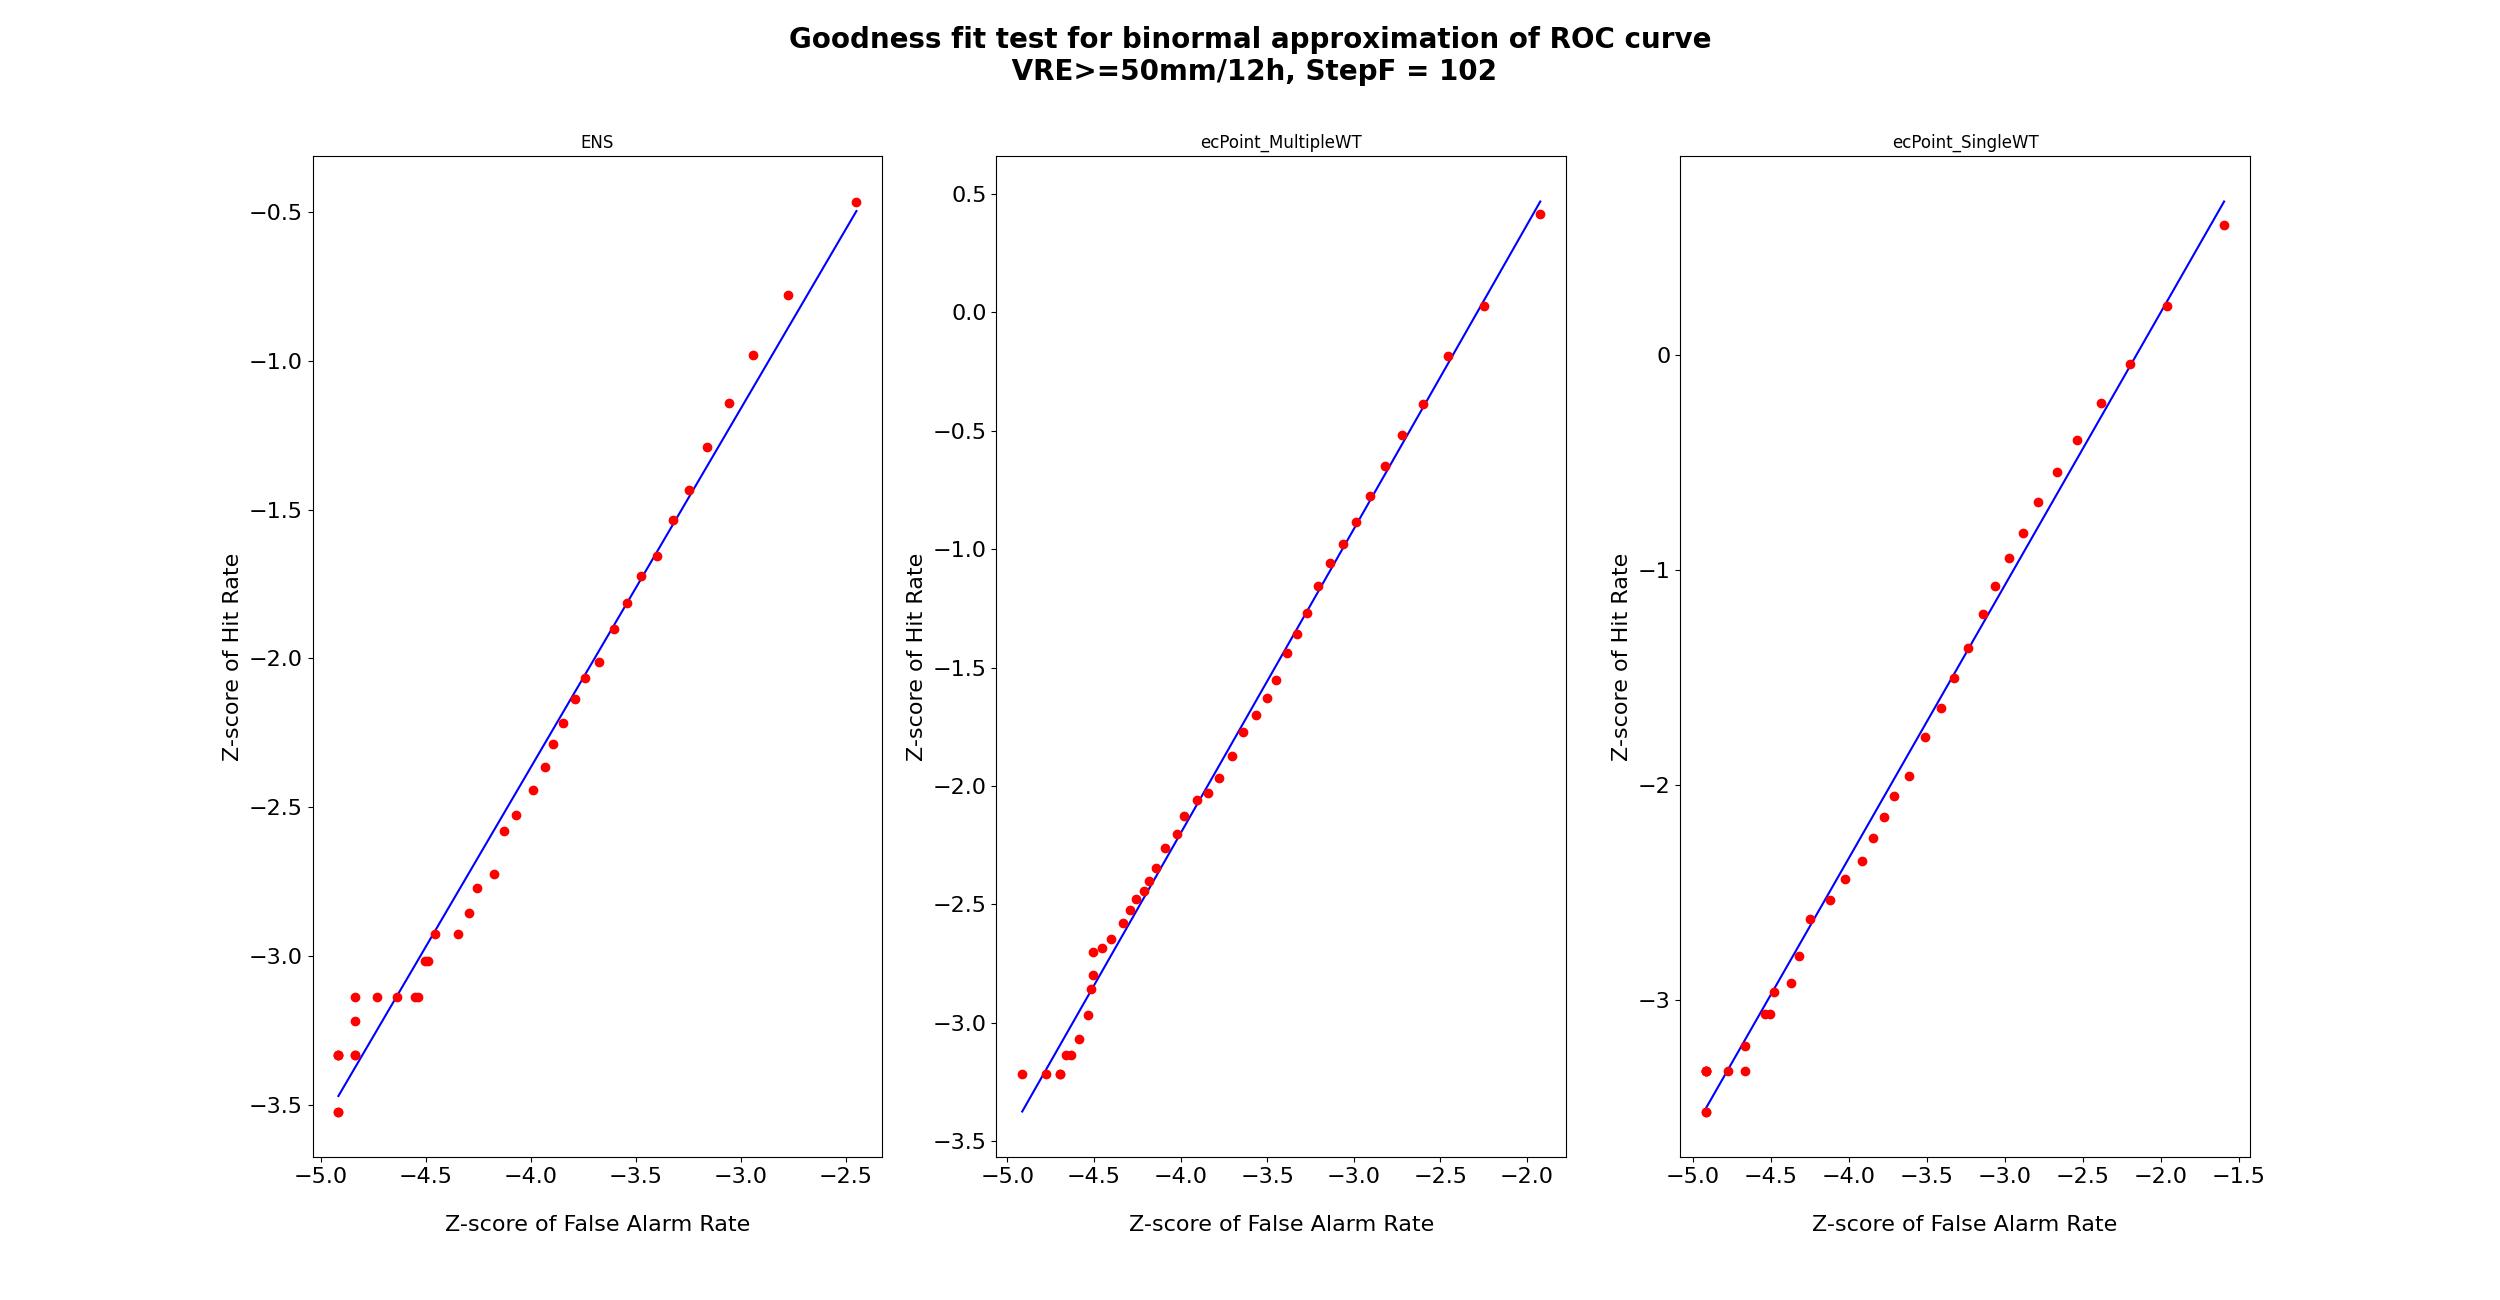 Goodness fit test for binormal approximation of ROC curve
VRE>=50mm/12h, StepF = 102
ENS
−0.5
−1.0
−1.5
−2.0
−2.5
−3.0
−3.5
Z-score of Hit Rate
−5.0 −4.5 −4.0 −3.5 −3.0 −2.5
Z-score of False Alarm Rate
ecPoint_MultipleWT
0.5
0.0
−0.5
−1.0
−1.5
−2.0
−2.5
−3.0
−3.5
Z-score of Hit Rate
−5.0 −4.5 −4.0 −3.5 −3.0 −2.5 −2.0
Z-score of False Alarm Rate
ecPoint_SingleWT
0
−1
−2
−3
Z-score of Hit Rate
−5.0 −4.5 −4.0 −3.5 −3.0 −2.5 −2.0 −1.5
Z-score of False Alarm Rate